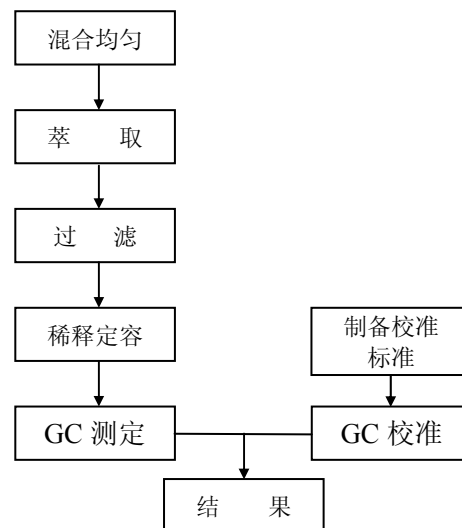 混合均匀
萃　　取
过　　滤
稀释定容
制备校准
标准
GC 测定
GC 校准
结　　果